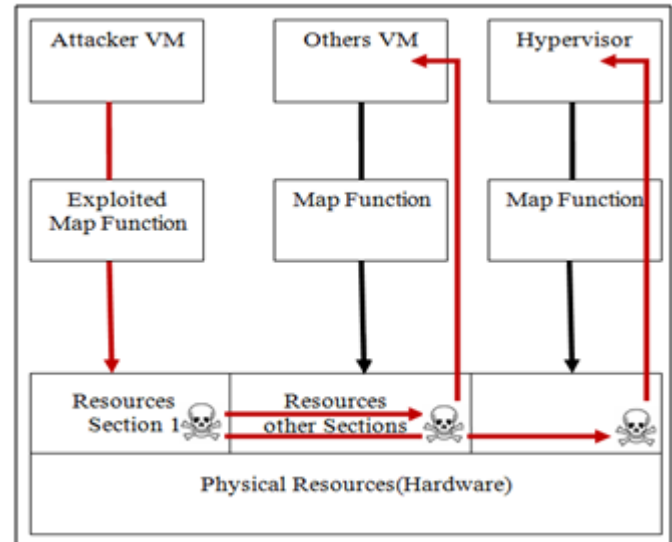 Attacker VM
Others VM
Hypervisor
Exploited
Map Function
Map Function
Map Function
Resources
Section 1
Resources
other Sections
Physical Resources(Hardware)